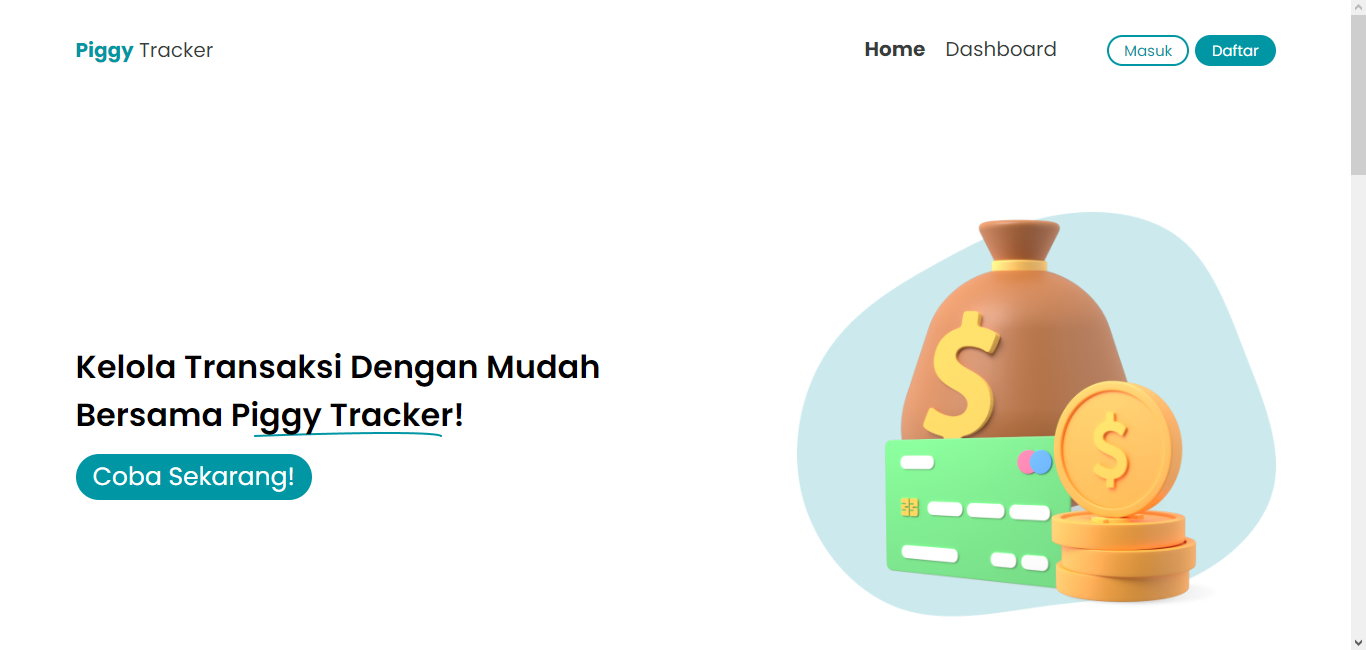 Piggy Tracker
Home Dashboard Masuk Daftar
Kelola Transaksi Dengan Mudah
Bersama Piggy Tracker!
Coba Sekarang!
$
$